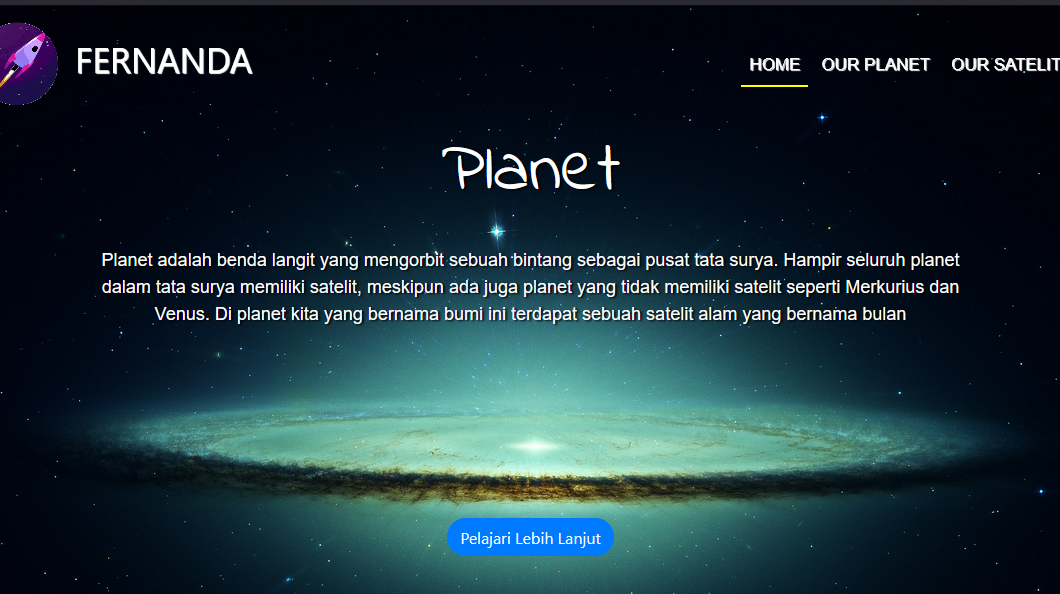 FERNANDA
HOME OUR PLANET OUR SATELIT
Planet
Planet adalah benda langit yang mengorbit sebuah bintang sebagai pusat tata surya. Hampir seluruh planet
dalam tata surya memiliki satelit, meskipun ada juga planet yang tidak memiliki satelit seperti Merkurius dan
Venus. Di planet kita yang bernama bumi ini terdapat sebuah satelit alam yang bernama bulan
Pelajari Lebih Lanjut